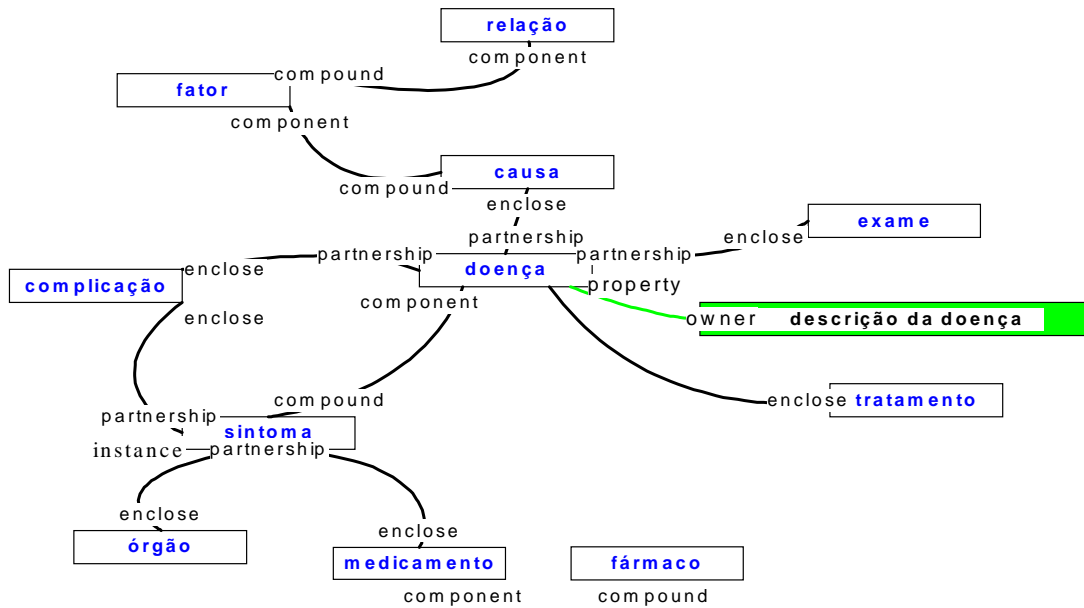 relação
component
compound
fator
component
causa
compound
enclose
exame
enclose
partnership
partnership
partnership
enclose
doença
complicação
property
component
enclose
owner
descrição da doença
enclose
tratamento
compound
partnership
sintoma
instance
partnership
enclose
órgão
enclose
medicamento
fármaco
component
compound